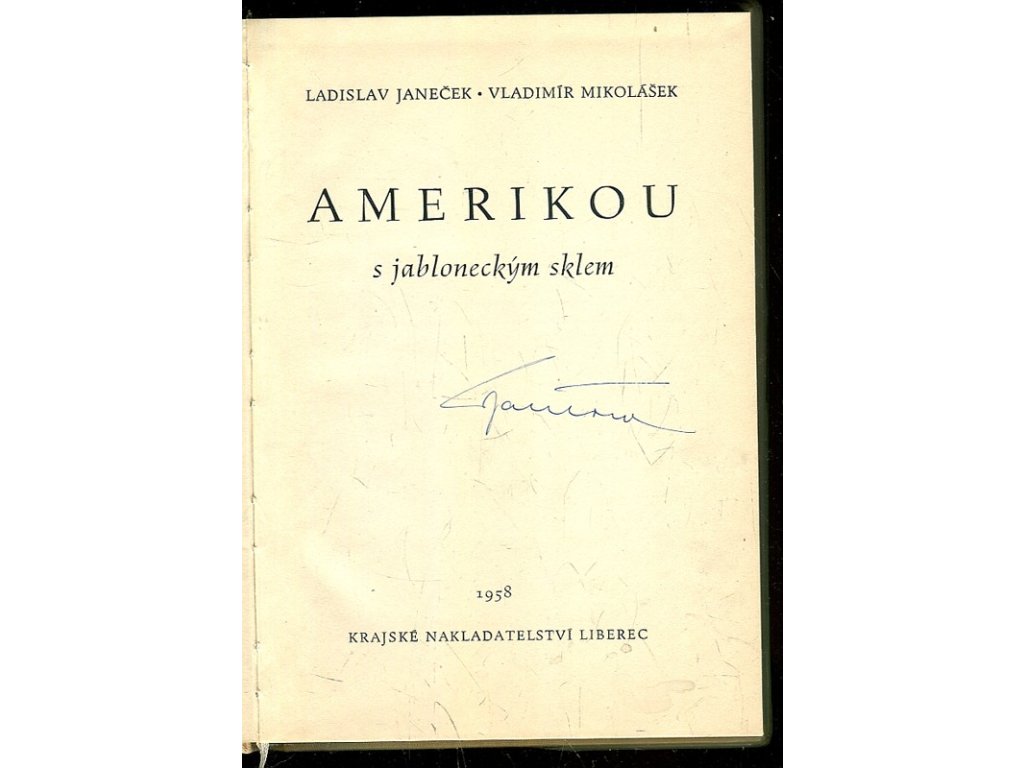 LADISLAV JANEČEK • VLADIMÍR MIKOLÁŠEK
AMERIKOU
s jabloneckým sklem
1958
KRAJSKÉ NAKLADATELSTVÍ LIBEREC